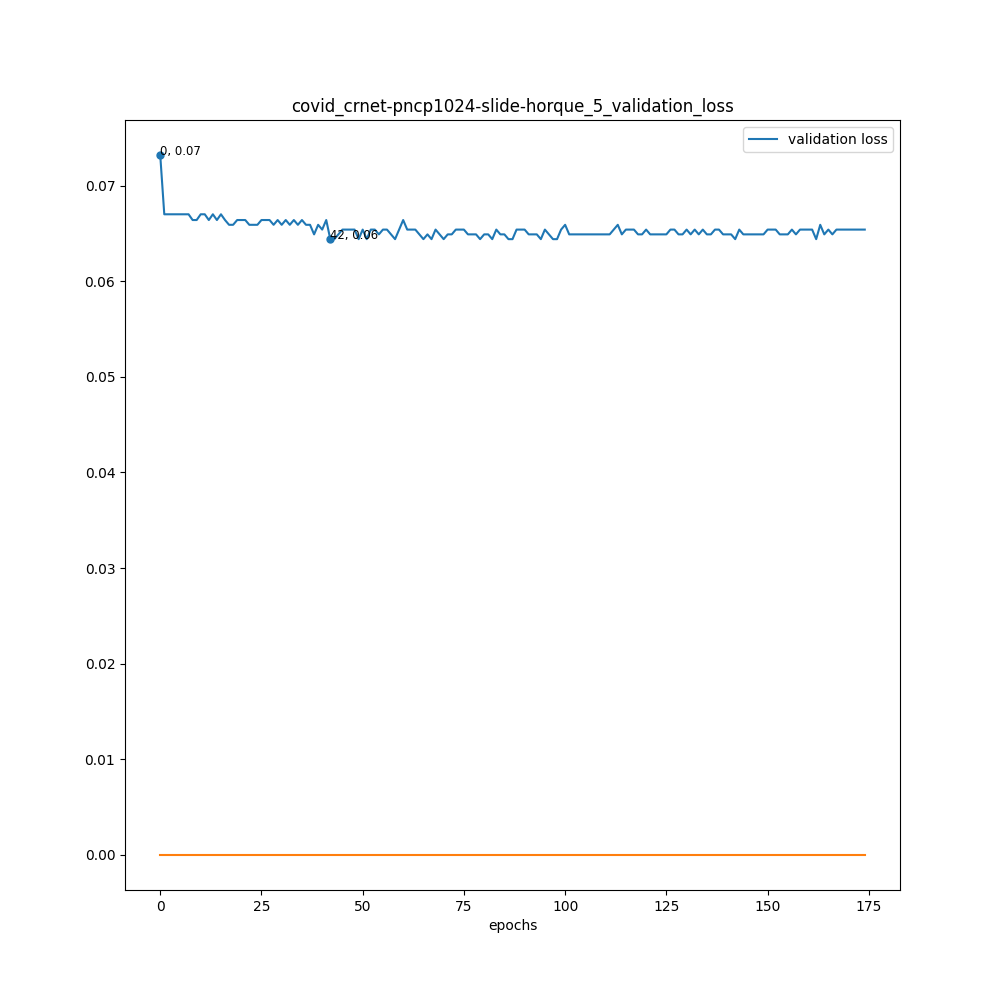 covid_crnet-pncp1024-slide-horque_5_validation_loss
validation loss
0, 0.07
42, 0.06
0.07
0.06
0.05
0.04
0.03
0.02
0.01
0.00
0 25 50 75 100 125 150 175
epochs